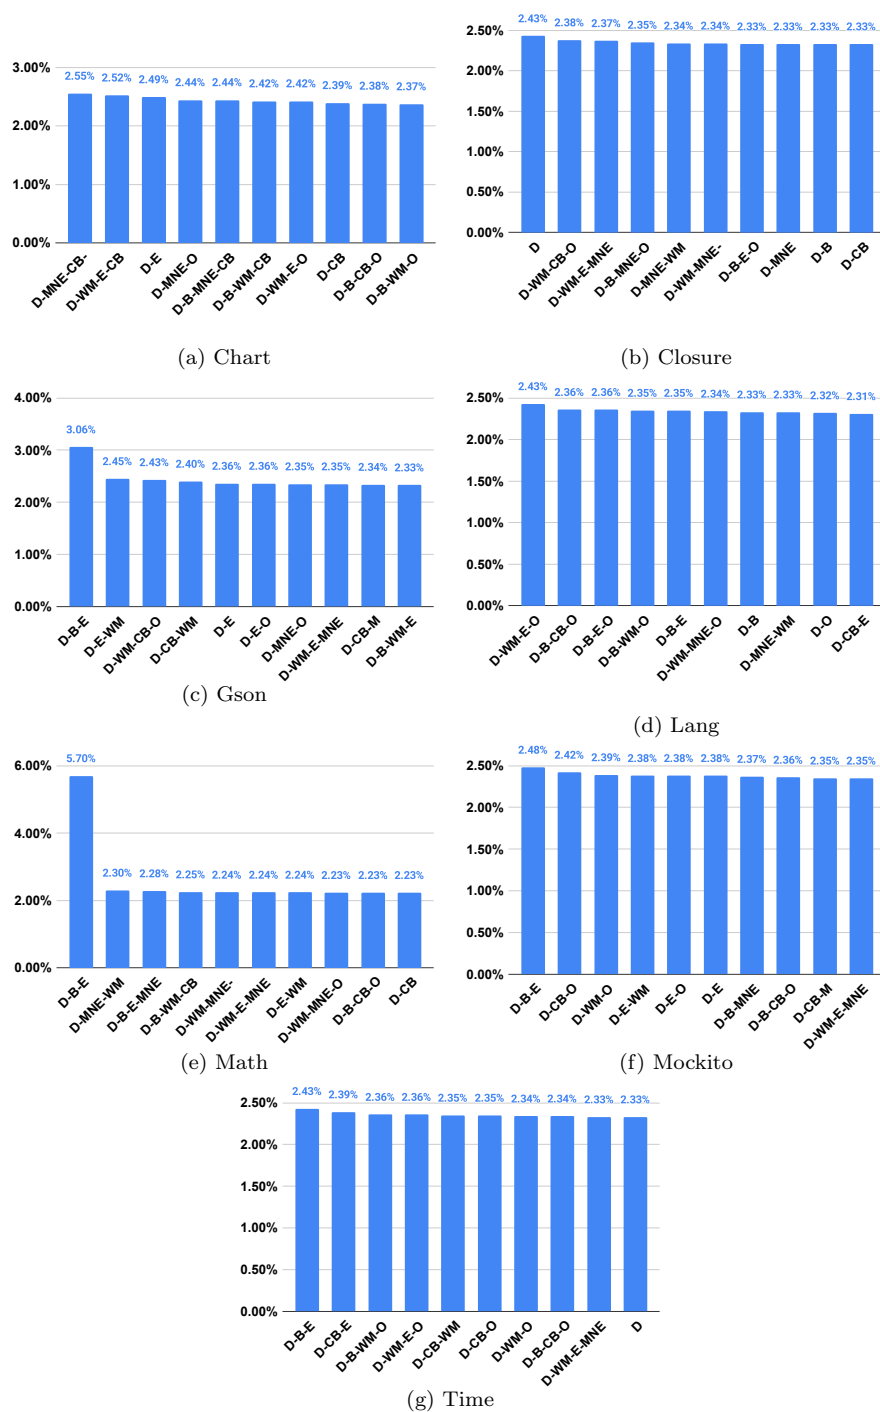 3.00%
2.00%
1.00%
0.00%
2.55% 2.52% 2.49% 2.44% 2.44% 2.42% 2.42% 2.39% 2.38% 2.37%
D-MNE-CB- D-WM-E-CB D-E D-MNE-O D-B-MNE-CB D-B-WM-CB D-WM-E-O D-CB D-B-CB-O D-B-WM-O
(a) Chart
2.50%
2.00%
1.50%
1.00%
0.50%
0.00%
2.43% 2.38% 2.37% 2.35% 2.34% 2.34% 2.33% 2.33% 2.33% 2.33%
D D-WM-CB-O D-WM-E-MNE D-B-MNE-O D-MNE-WM D-WM-MNE- D-B-E-O D-MNE D-B D-CB
(b) Closure
4.00%
3.00%
2.00%
1.00%
0.00%
3.06% 2.45% 2.43% 2.40% 2.36% 2.36% 2.35% 2.35% 2.34% 2.33%
D-B-E D-E-WM D-WM-CB-O D-CB-WM D-E D-E-O D-MNE-O D-WM-E-MNE D-CB-M D-B-WM-E
(c) Gson
2.50%
2.00%
1.50%
1.00%
0.50%
0.00%
2.43% 2.36% 2.36% 2.35% 2.35% 2.34% 2.33% 2.33% 2.32% 2.31%
D-WM-E-O D-B-CB-O D-B-E-O D-B-WM-O D-B-E D-WM-MNE-O D-B D-MNE-WM D-O D-CB-E
(d) Lang
6.00%
4.00%
2.00%
0.00%
5.70% 2.30% 2.28% 2.25% 2.24% 2.24% 2.24% 2.23% 2.23% 2.23%
D-B-E D-MNE-WM D-B-E-MNE D-B-WM-CB D-WM-MNE- D-WM-E-MNE D-E-WM D-WM-MNE-O D-B-CB-O D-CB
(e) Math
2.50%
2.00%
1.50%
1.00%
0.50%
0.00%
2.48% 2.42% 2.39% 2.38% 2.38% 2.38% 2.37% 2.36% 2.35% 2.35%
D-B-E D-CB-O D-WM-O D-E-WM D-E-O D-E D-B-MNE D-B-CB-O D-CB-M D-WM-E-MNE
(f) Mockito
2.50%
2.00%
1.50%
1.00%
0.50%
0.00%
2.43% 2.39% 2.36% 2.36% 2.35% 2.35% 2.34% 2.34% 2.33% 2.33%
D-B-E D-CB-E D-B-WM-O D-WM-E-O D-CB-WM D-CB-O D-WM-O D-B-CB-O D-WM-E-MNE D
(g) Time